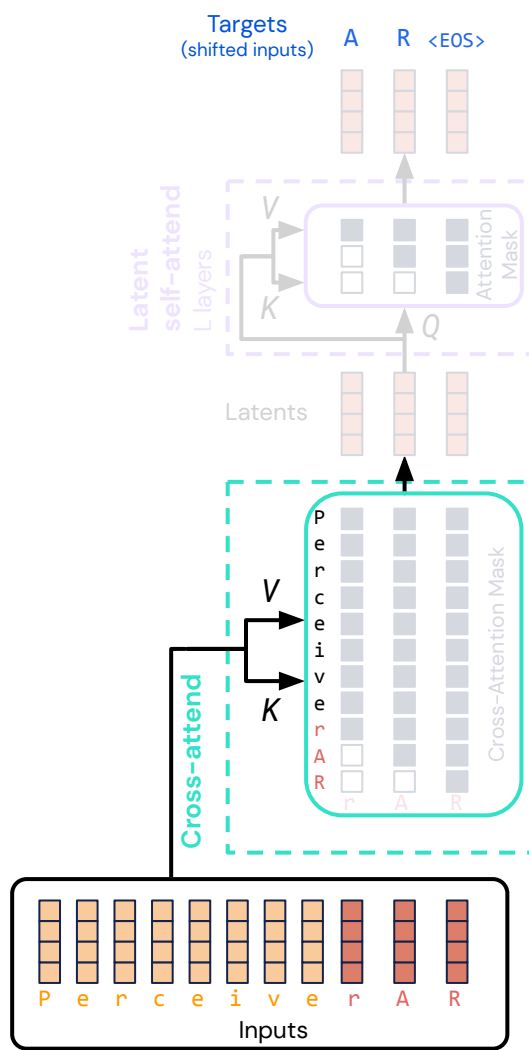 Targets A R <EOS>
(shifted inputs)
Latent
self-attend
L layers
V
K
Q
Attention
Mask
Latents
Cross-attend
V
K
P
e
r
c
e
i
v
e
r
A
R
r A R
Cross-Attention Mask
P e r c e i v e r A R
Inputs